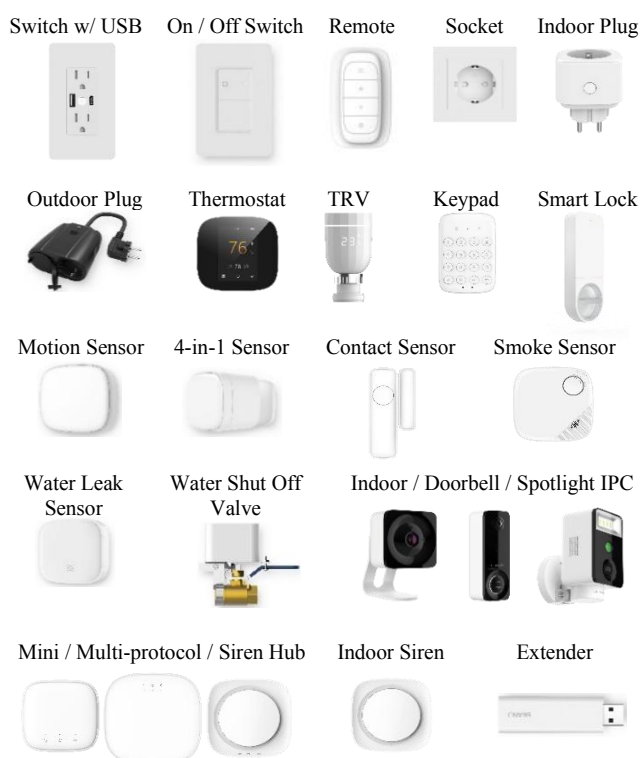 Switch w/ USB On / Off Switch Remote Socket Indoor Plug
Outdoor Plug Thermostat TRV Keypad Smart Lock
76
Motion Sensor 4-in-1 Sensor Contact Sensor Smoke Sensor
Water Leak Sensor
Water Shut Off Valve
Indoor / Doorbell / Spotlight IPC
Mini / Multi-protocol / Siren Hub Indoor Siren Extender